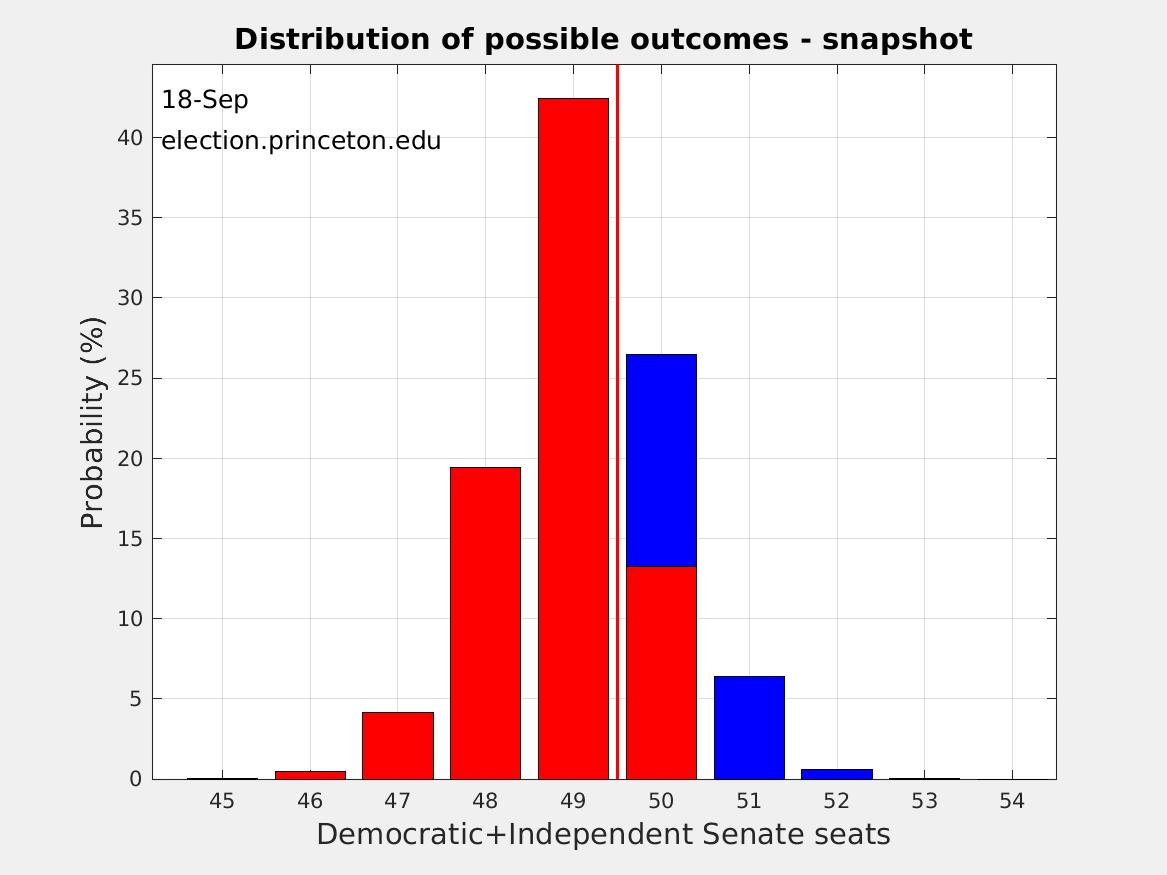 Distribution of possible outcomes - snapshot
18-Sep
election.princeton.edu
40
35
30
25
20
15
10
5
0
Probability (%)
45 46 47 48 49 50 51 52 53 54
Democratic+Independent Senate seats